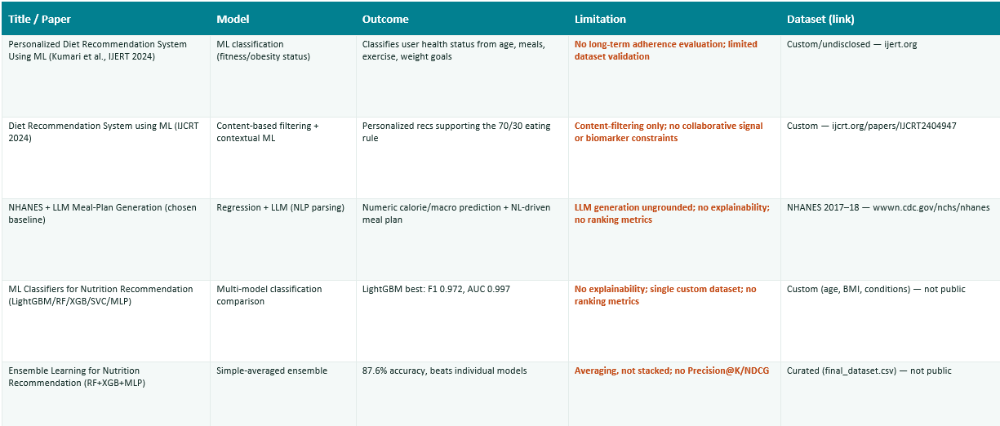 Title / Paper Model Outcome Limitation Dataset (link)
Personalized Diet Recommendation System
Using ML (Kumari et al., IJERT 2024)
ML classification
(fitness/obesity status)
Classifies user health status from age, meals,
exercise, weight goals
No long-term adherence evaluation; limited
dataset validation
Custom/undisclosed — ijert.org
Diet Recommendation System using ML (IJCRT
2024)
Content-based filtering +
contextual ML
Personalized recs supporting the 70/30 eating
rule
Content-filtering only; no collaborative signal
or biomarker constraints
Custom — ijcrt.org/papers/IJCRT2404947
NHANES + LLM Meal-Plan Generation (chosen
baseline)
Regression + LLM (NLP parsing)
Numeric calorie/macro prediction + NL-driven
meal plan
LLM generation ungrounded; no explainability;
no ranking metrics
NHANES 2017–18 — wwwn.cdc.gov/nchs/nhanes
ML Classifiers for Nutrition Recommendation
(LightGBM/RF/XGB/SVC/MLP)
Multi-model classification
comparison
LightGBM best: F1 0.972, AUC 0.997
No explainability; single custom dataset; no
ranking metrics
Custom (age, BMI, conditions) — not public
Ensemble Learning for Nutrition
Recommendation (RF+XGB+MLP)
Simple-averaged ensemble
87.6% accuracy, beats individual models
Averaging, not stacked; no Precision@K/NDCG
Curated (final_dataset.csv) — not public